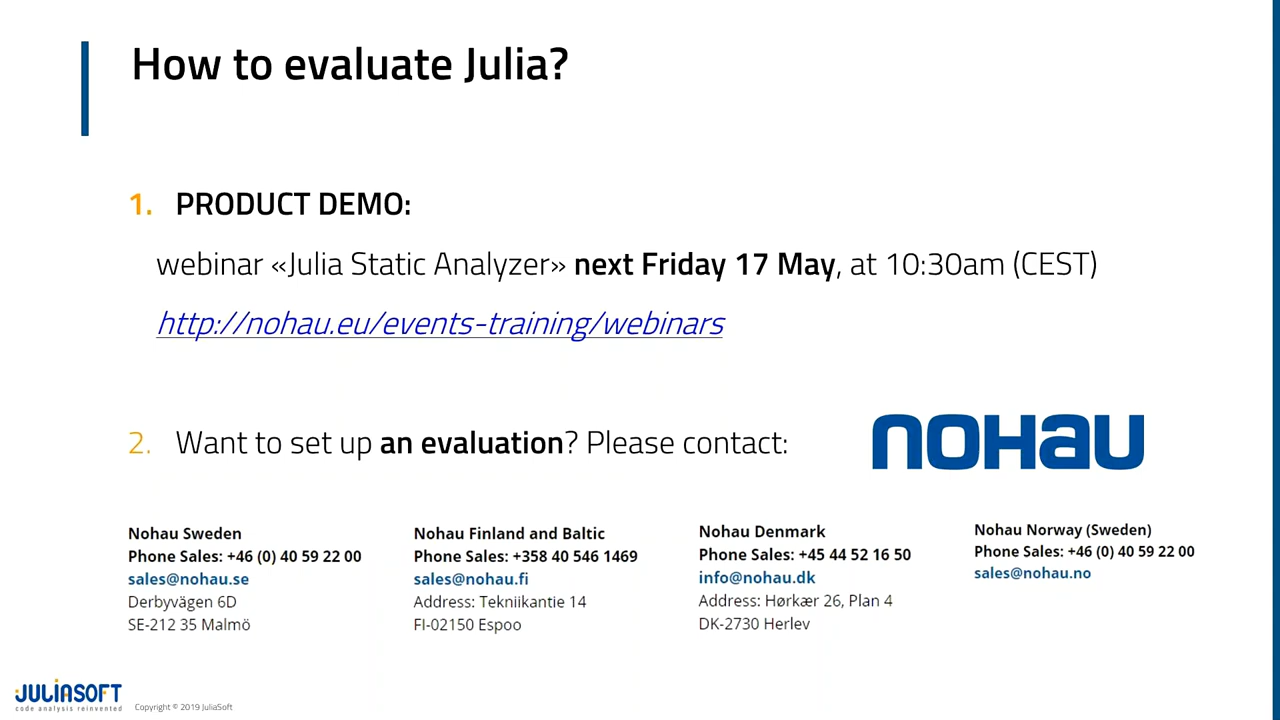 How to evaluate Julia?
1. PRODUCT DEMO:
webinar «Julia Static Analyzer» next Friday 17 May, at 10:30am (CEST)
http://nohau.eu/events-training/webinars
2. Want to set up an evaluation? Please contact:
NOHAU
Nohau Sweden
Phone Sales: +46 (0) 40 59 22 00
sales@nohau.se
Derbyvägen 6D
SE-212 35 Malmö
Nohau Finland and Baltic
Phone Sales: +358 40 546 1469
sales@nohau.fi
Address: Tekniikantie 14
FI-02150 Espoo
Nohau Denmark
Phone Sales: +45 44 52 16 50
info@nohau.dk
Address: Hørkær 26, Plan 4
DK-2730 Herlev
Nohau Norway (Sweden)
Phone Sales: +46 (0) 40 59 22 00
sales@nohau.no
JULIASOFT
code analysis reinvented
Copyright © 2019 JuliaSoft